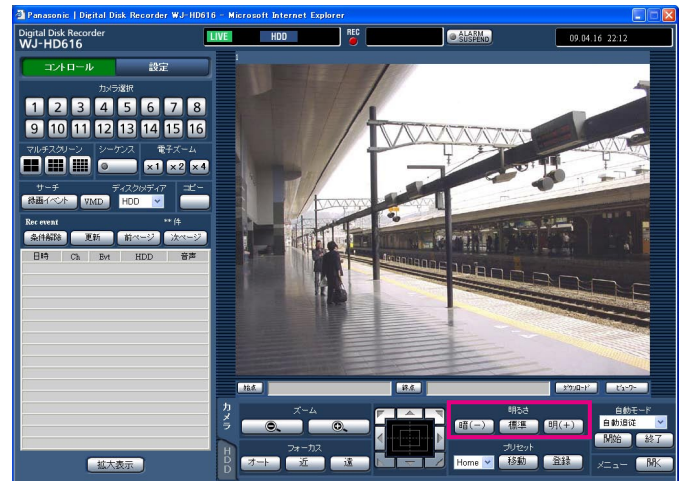 Panasonic | Digital Disk Recorder WJ-HD616 - Microsoft Internet Explorer
Digital Disk Recorder
WJ-HD616
LIVE HDD REC ALARM SUSPEND 09.04.16 22:12
コントロール 設定
カメラ選択
1 2 3 4 5 6 7 8
9 10 11 12 13 14 15 16
マルチスクリーン シーケンス 電子ズーム
×1 ×2 ×4
サーチ ディスク/メディア コピー
録画イベント VMD HDD
Rec event ** 件
条件解除 更新 前ページ 次ページ
日時 Ch Evt HDD 音声
拡大表示
始点 終点 ダウンロード ビューワー
カメラ
HDD
ズーム
フォーカス
オート 近 遠
明るさ
暗(-) 標準 明(+)
プリセット
Home 移動 登録
自動モード
自動追従
開始 終了
メニュー 開く